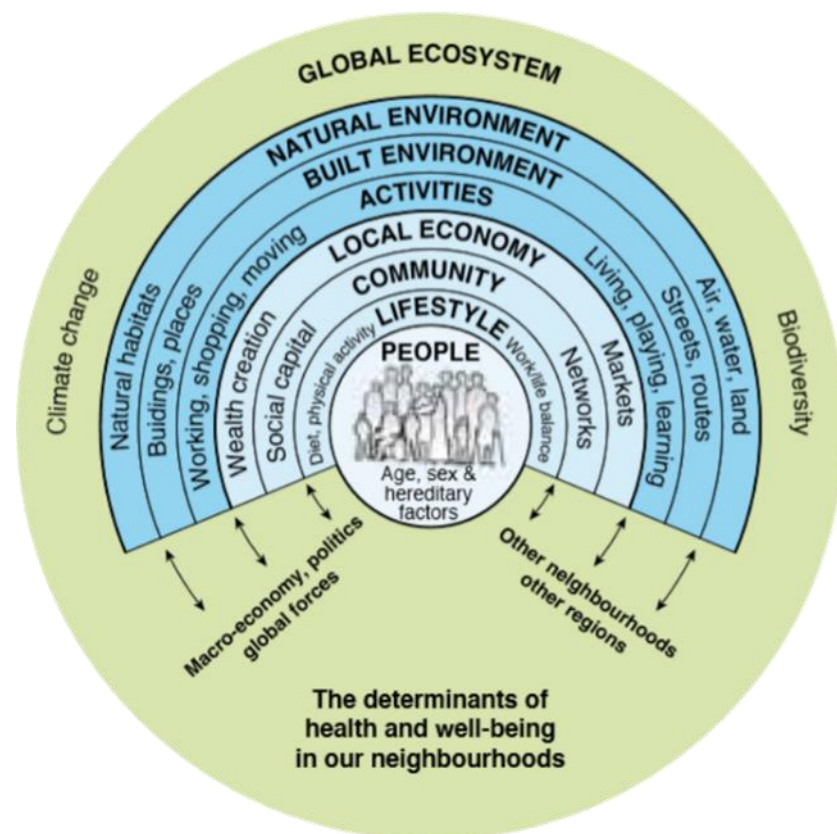 GLOBAL ECOSYSTEM
NATURAL ENVIRONMENT
BUILT ENVIRONMENT
ACTIVITIES
LOCAL ECONOMY
COMMUNITY
LIFESTYLE
PEOPLE
Age, sex &
hereditary
factors
Climate change
Natural habitats
Buidings, places
Working, shopping, moving
Wealth creation
Social capital
Diet, physical activity
Work/life balance
Networks
Markets
Living, playing, learning
Streets, routes
Air, water, land
Biodiversity
Macro-economy, politics
global forces
Other neighbourhoods
other regions
The determinants of
health and well-being
in our neighbourhoods